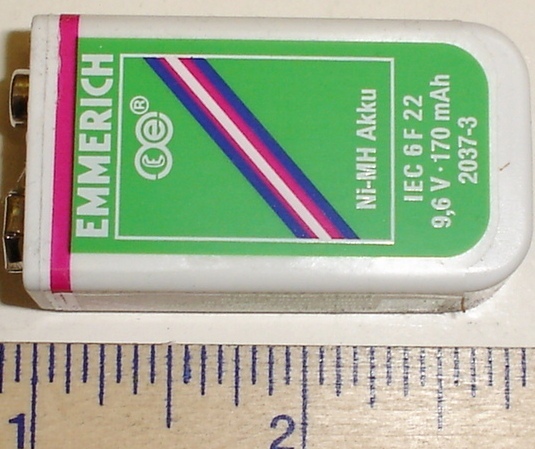 EMMERICH
e®
Ni-MH Akku
IEC 6 F 22
9,6 V · 170 mAh
2037-3
1
2